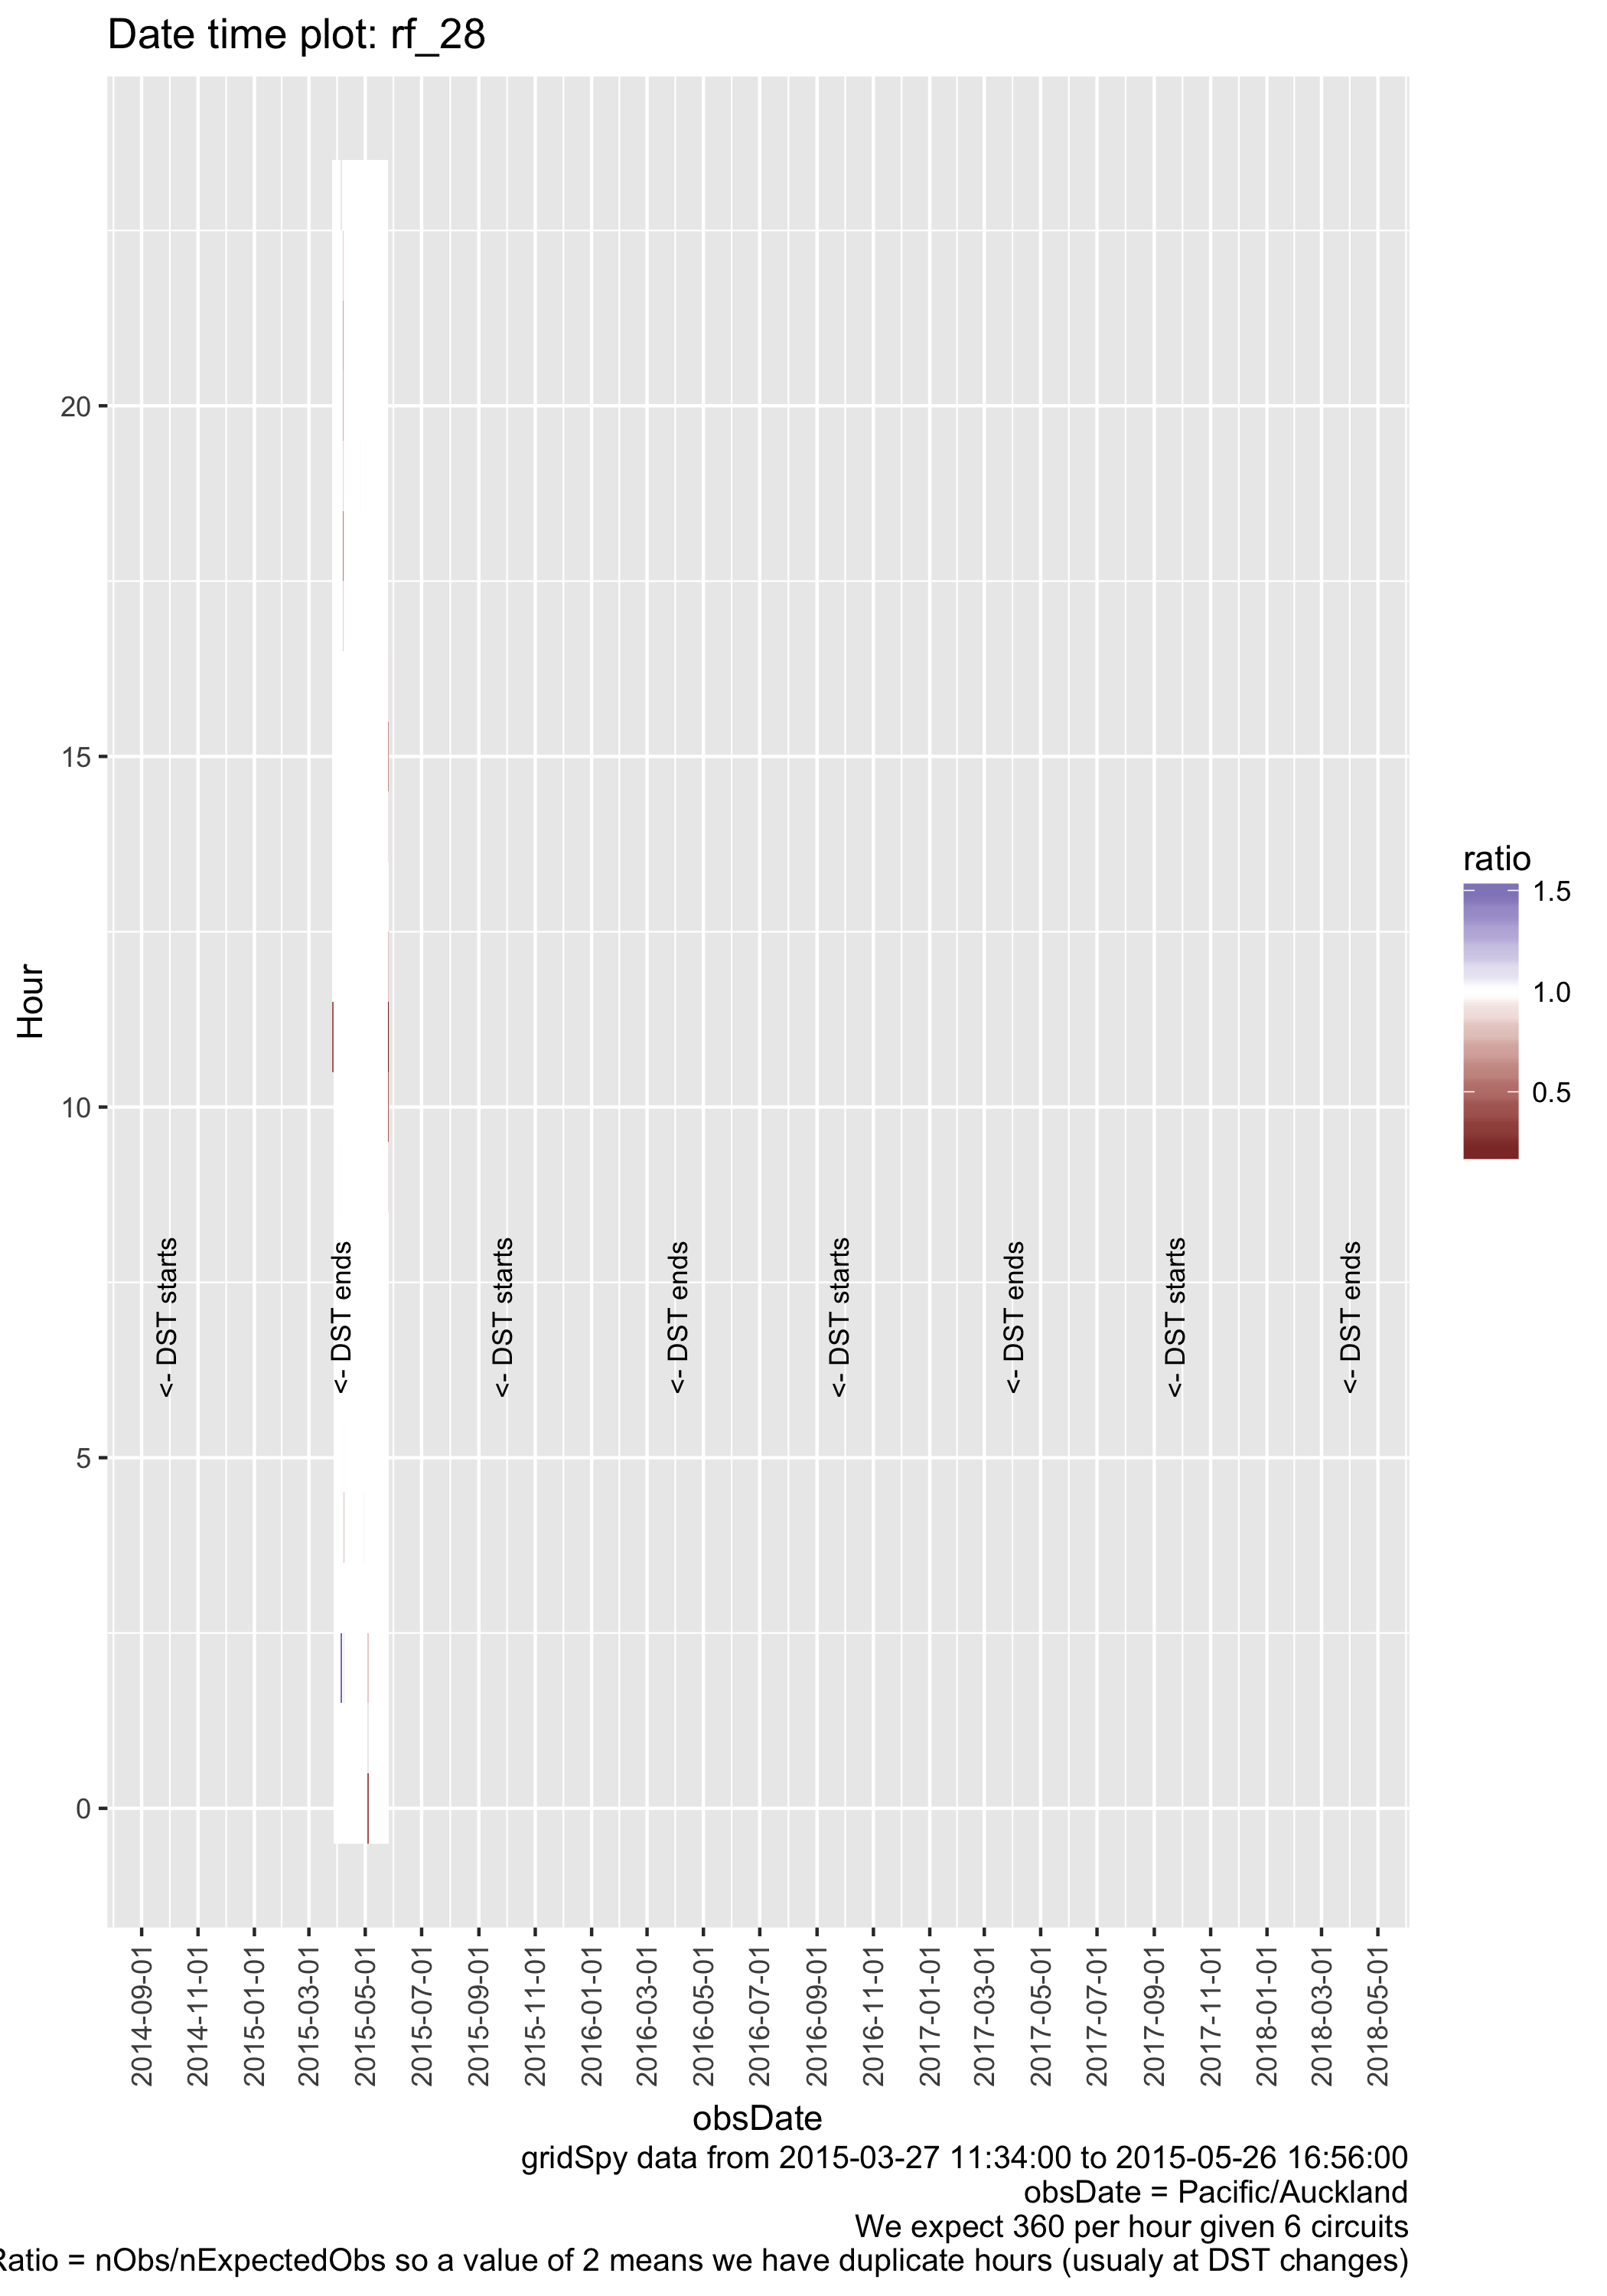 Date time plot: rf_28
Hour
20
15
10
5
0
<- DST starts
<- DST ends
<- DST starts
<- DST ends
<- DST starts
<- DST ends
<- DST starts
<- DST ends
ratio
1.5
1.0
0.5
2014-09-01
2014-11-01
2015-01-01
2015-03-01
2015-05-01
2015-07-01
2015-09-01
2015-11-01
2016-01-01
2016-03-01
2016-05-01
2016-07-01
2016-09-01
2016-11-01
2017-01-01
2017-03-01
2017-05-01
2017-07-01
2017-09-01
2017-11-01
2018-01-01
2018-03-01
2018-05-01
obsDate
gridSpy data from 2015-03-27 11:34:00 to 2015-05-26 16:56:00
obsDate = Pacific/Auckland
We expect 360 per hour given 6 circuits
Ratio = nObs/nExpectedObs so a value of 2 means we have duplicate hours (usualy at DST changes)